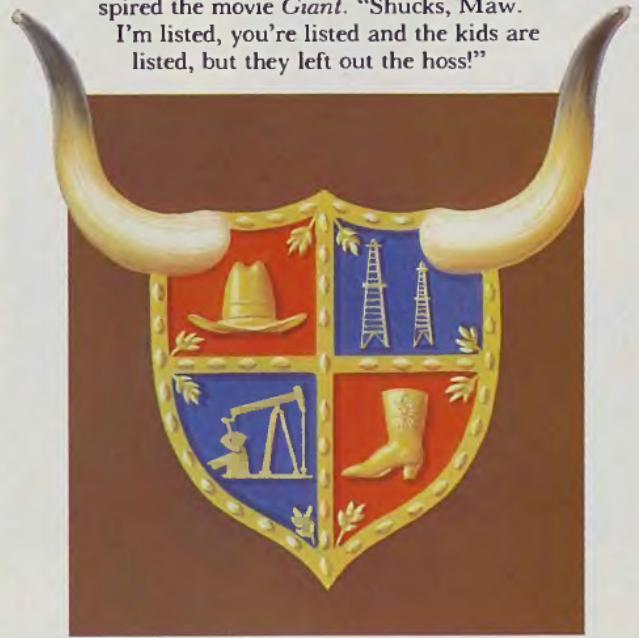 spired the movie Giant. “Shucks, Maw.
I'm listed, you're listed and the kids are
listed, but they left out the hoss!”